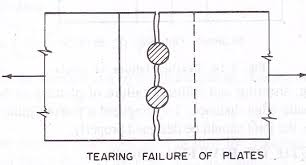 TEARING FAILURE OF PLATES